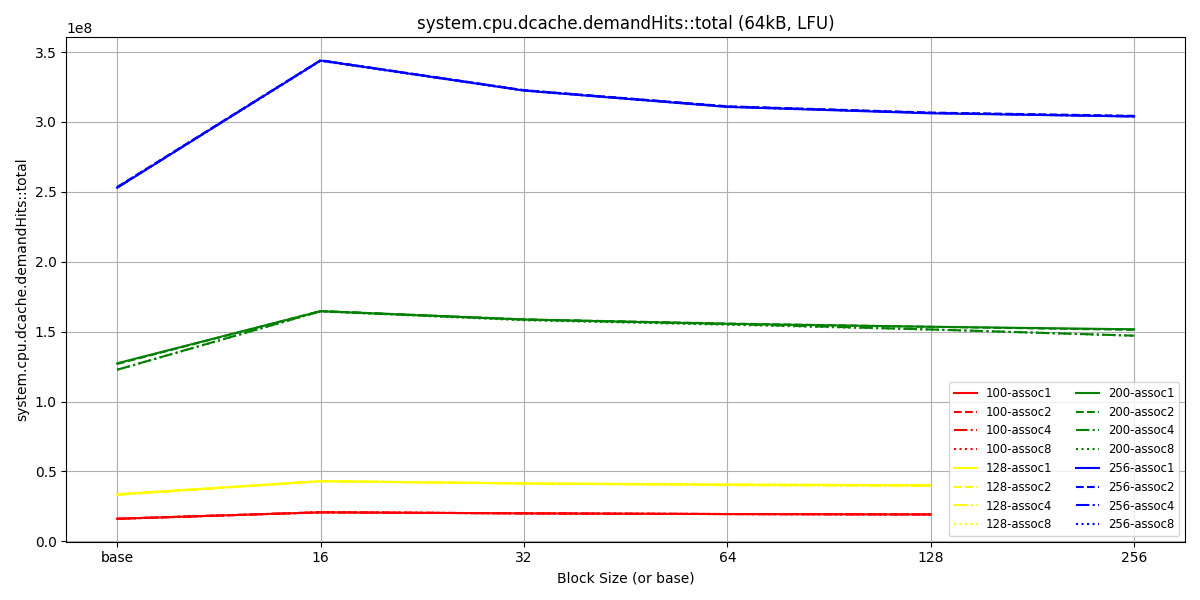 system.cpu.dcache.demandHits::total (64kB, LFU)
1e8
system.cpu.dcache.demandHits::total
3.5
3.0
2.5
2.0
1.5
1.0
0.5
0.0
base 16 32 64 128 256
Block Size (or base)
100-assoc1
100-assoc2
100-assoc4
100-assoc8
128-assoc1
128-assoc2
128-assoc4
128-assoc8
200-assoc1
200-assoc2
200-assoc4
200-assoc8
256-assoc1
256-assoc2
256-assoc4
256-assoc8